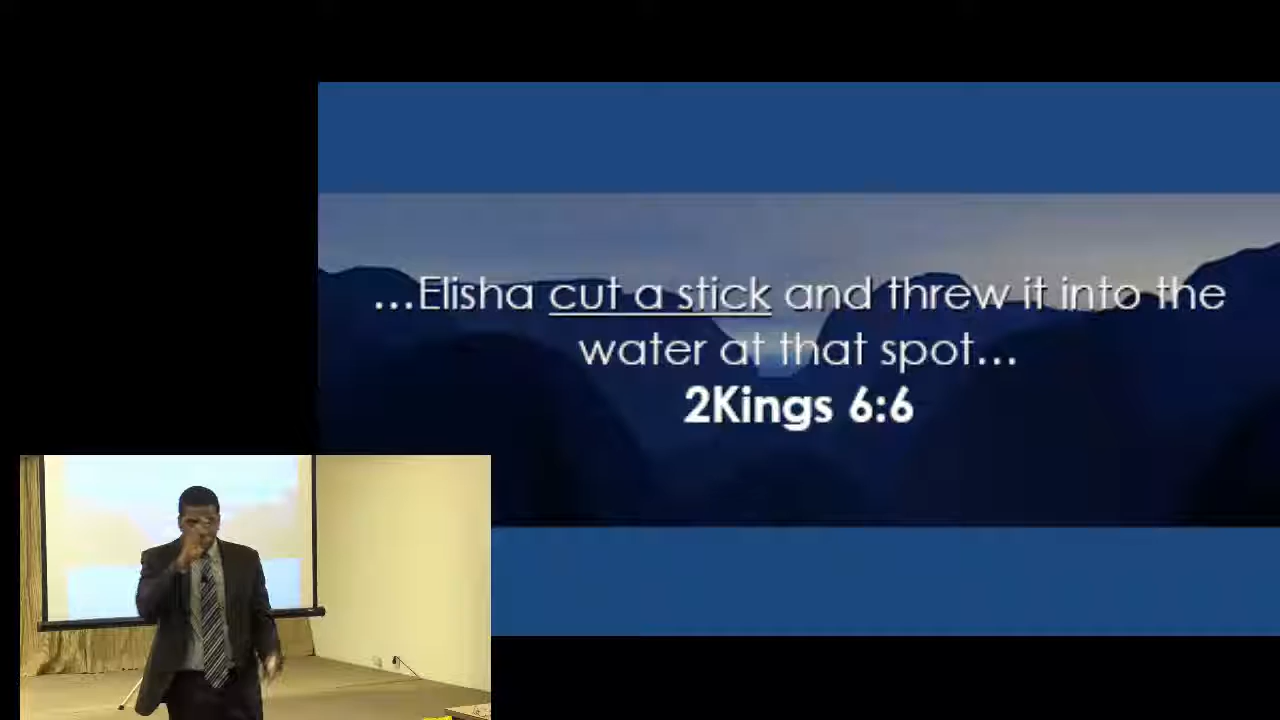 ...Elisha cut a stick and threw it into the
water at that spot...
2Kings 6:6